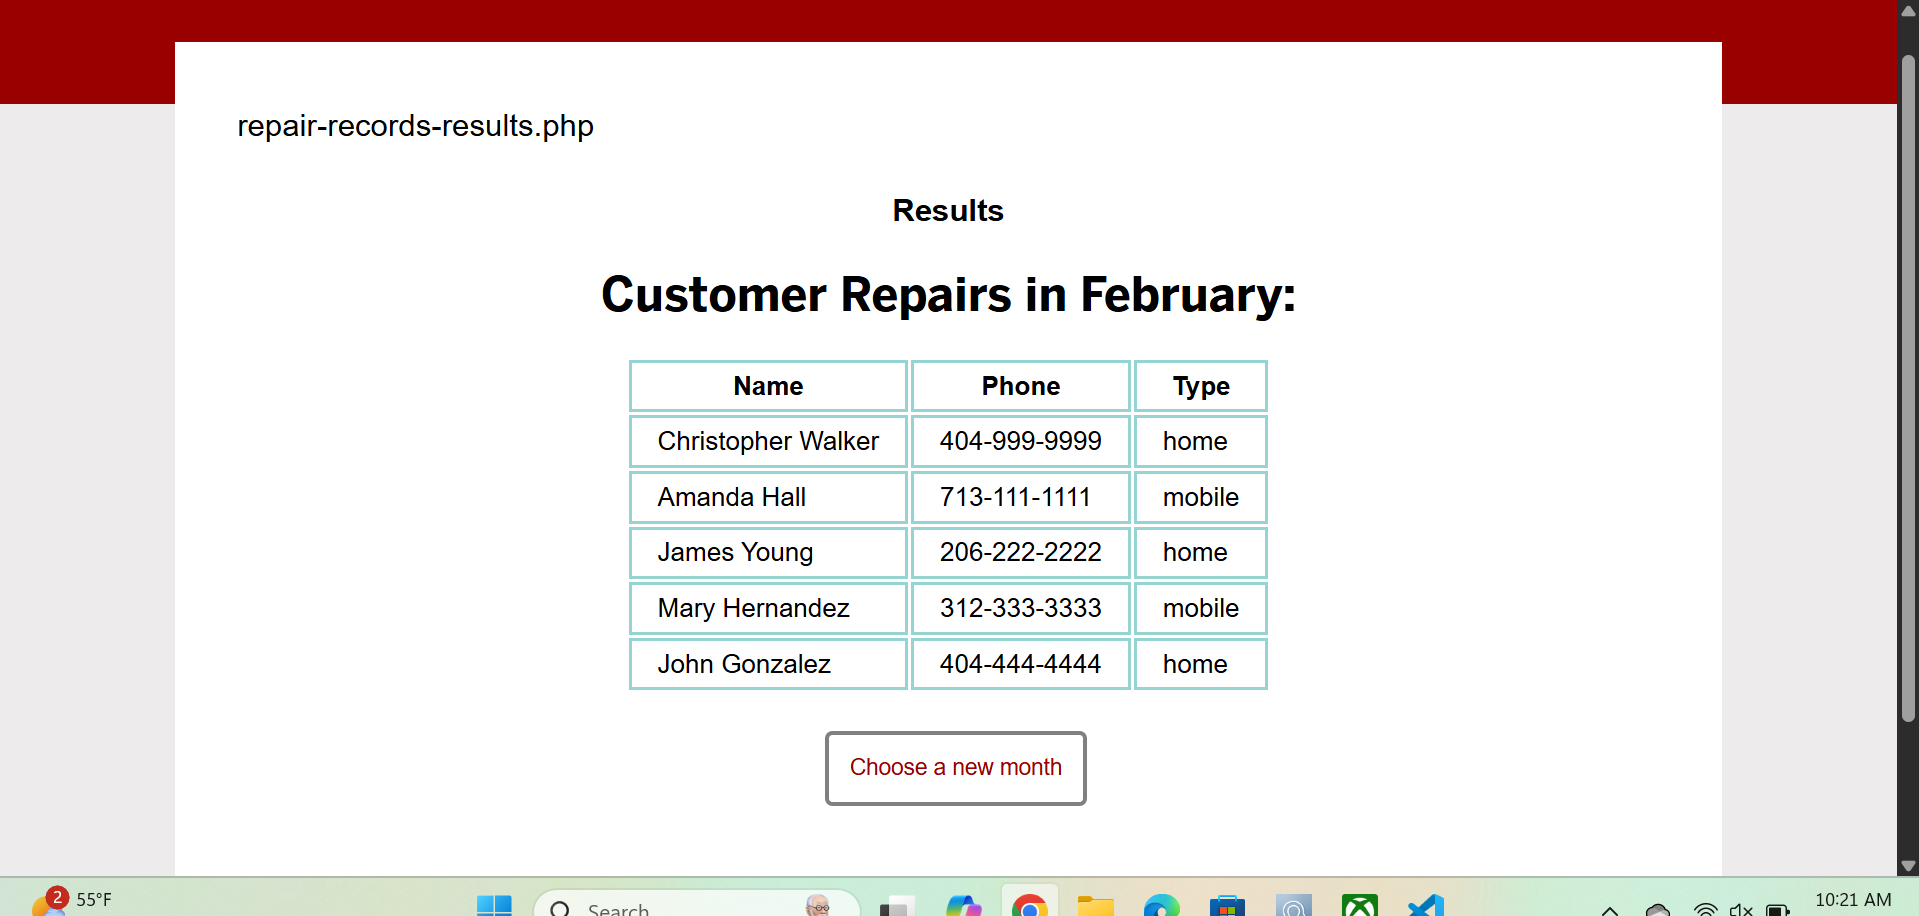 repair-records-results.php
Results
Customer Repairs in February:
Name Phone Type
Christopher Walker 404-999-9999 home
Amanda Hall 713-111-1111 mobile
James Young 206-222-2222 home
Mary Hernandez 312-333-3333 mobile
John Gonzalez 404-444-4444 home
Choose a new month
2 55°F Search 10:21 AM